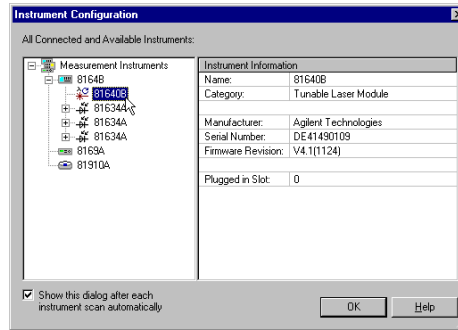 Instrument Configuration
All Connected and Available Instruments:
Measurement Instruments
8164B
81640B
81634A
81634A
81634A
8169A
81910A
Instrument Information
Name: 81640B
Category: Tunable Laser Module
Manufacturer: Agilent Technologies
Serial Number: DE41490109
Firmware Revision: V4.1(1124)
Plugged in Slot: 0
Show this dialog after each
instrument scan automatically
OK
Help